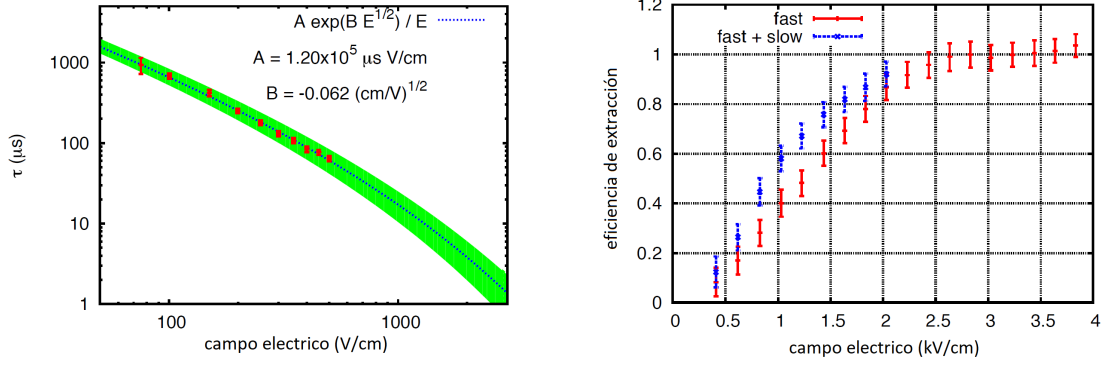 A exp(B E^1/2) / E
A = 1.20x10^5 μs V/cm
B = -0.062 (cm/V)^1/2
1000
100
10
1
τ (μs)
100
1000
campo electrico (V/cm)
fast
fast + slow
1.2
1
0.8
0.6
0.4
0.2
0
eficiencia de extracción
0
0.5
1
1.5
2
2.5
3
3.5
4
campo electrico (kV/cm)